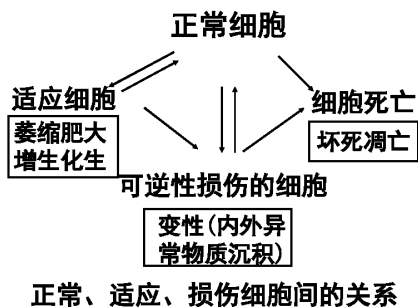 正常细胞
适应细胞
细胞死亡
萎缩肥大
增生化生
坏死凋亡
可逆性损伤的细胞
变性(内外异
常物质沉积)
正常、适应、损伤细胞间的关系